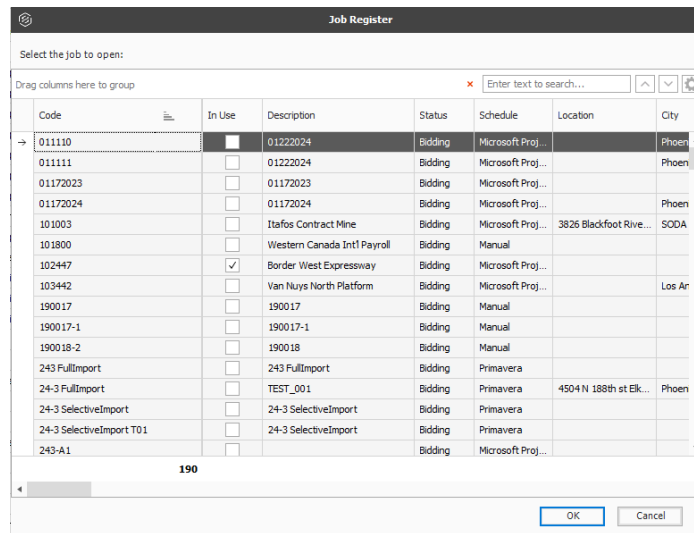 Job Register
Select the job to open:
Drag columns here to group × Enter text to search...
Code In Use Description Status Schedule Location City
011110 01222024 Bidding Microsoft Proj... Phoen
011111 01222024 Bidding Microsoft Proj... Phoen
01172023 01172023 Bidding Microsoft Proj...
01172024 01172024 Bidding Microsoft Proj... Phoen
101003 Itafos Contract Mine Bidding Microsoft Proj... 3826 Blackfoot Rive... SODA
101800 Western Canada Int'l Payroll Bidding Manual
102447 Border West Expressway Bidding Microsoft Proj...
103442 Van Nuys North Platform Bidding Microsoft Proj... Los An
190017 190017 Bidding Manual
190017-1 190017-1 Bidding Manual
190018-2 190018 Bidding Manual
243 FullImport 243 FullImport Bidding Primavera
24-3 FullImport TEST_001 Bidding Primavera 4504 N 188th st Elk... Phoen
24-3 SelectiveImport 24-3 SelectiveImport Bidding Primavera
24-3 SelectiveImport T01 24-3 SelectiveImport Bidding Primavera
243-A1 Bidding Microsoft Proj...
190
OK Cancel